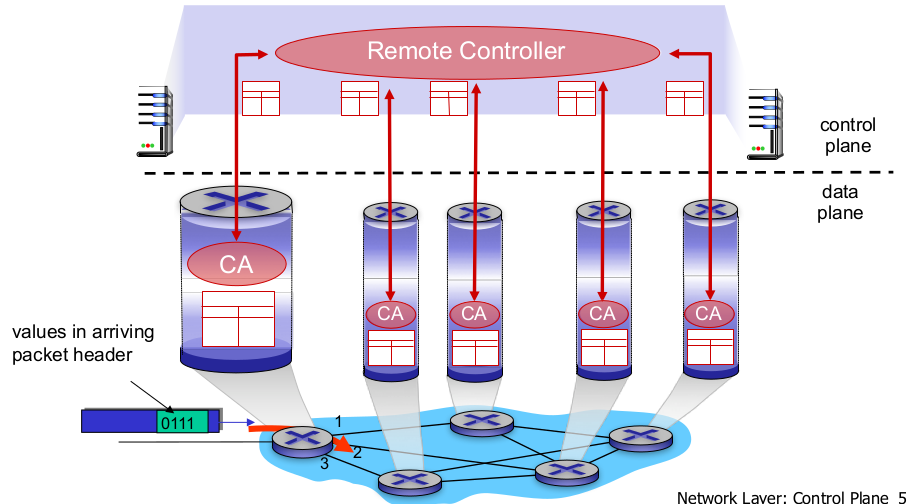 Remote Controller
control
plane
data
plane
CA
CA
CA
CA
CA
values in arriving
packet header
0111
1
2
3
Network Layer: Control Plane 5